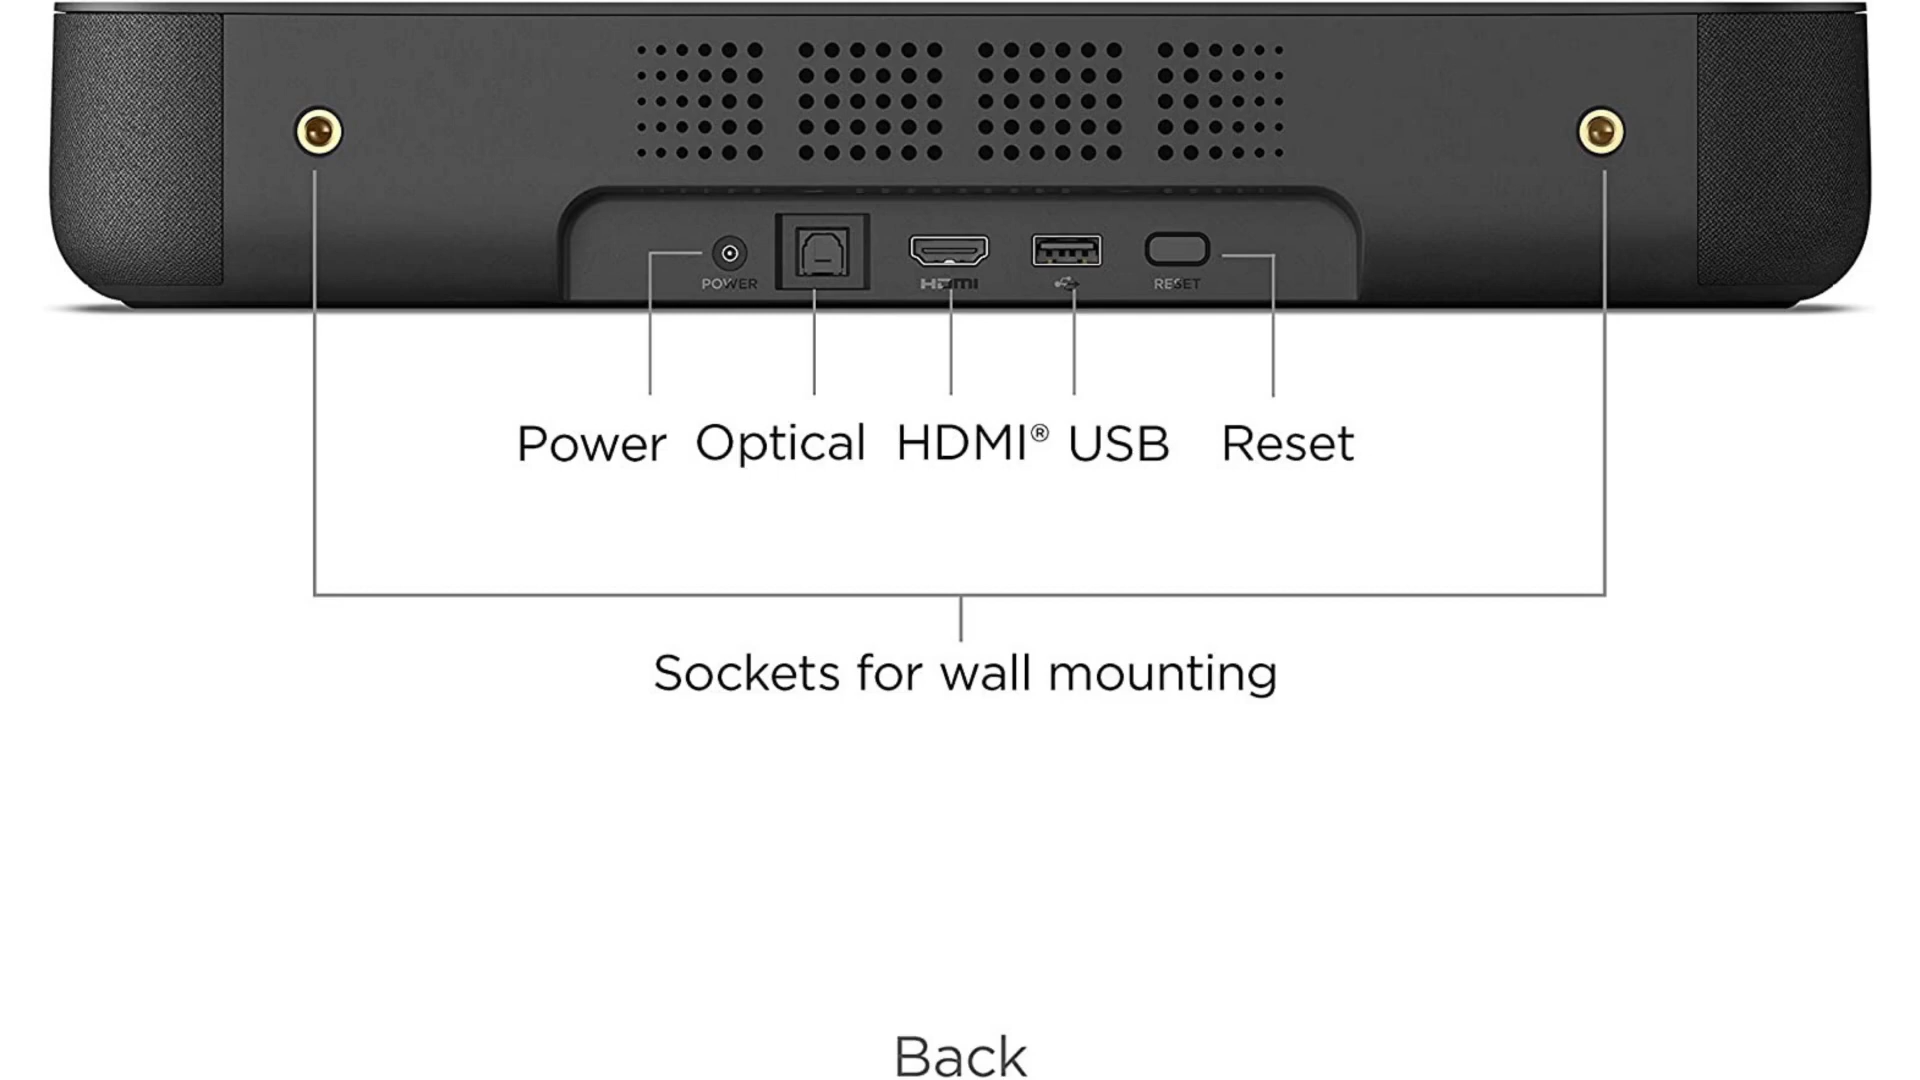 POWER
HDMI
RESET
Power Optical HDMI® USB Reset
Sockets for wall mounting
Back